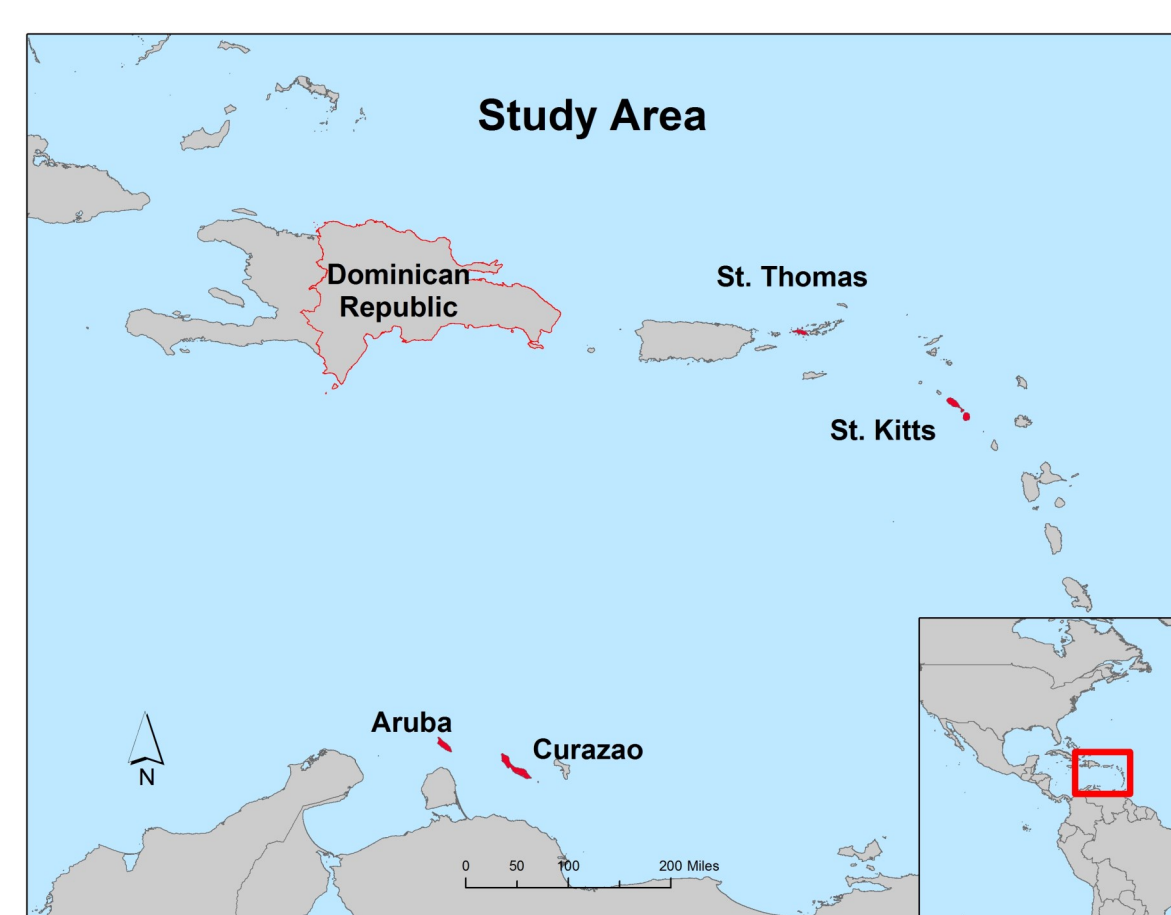 Study Area
Dominican
Republic
St. Thomas
St. Kitts
Aruba
Curazao
N
0 50 100 200 Miles